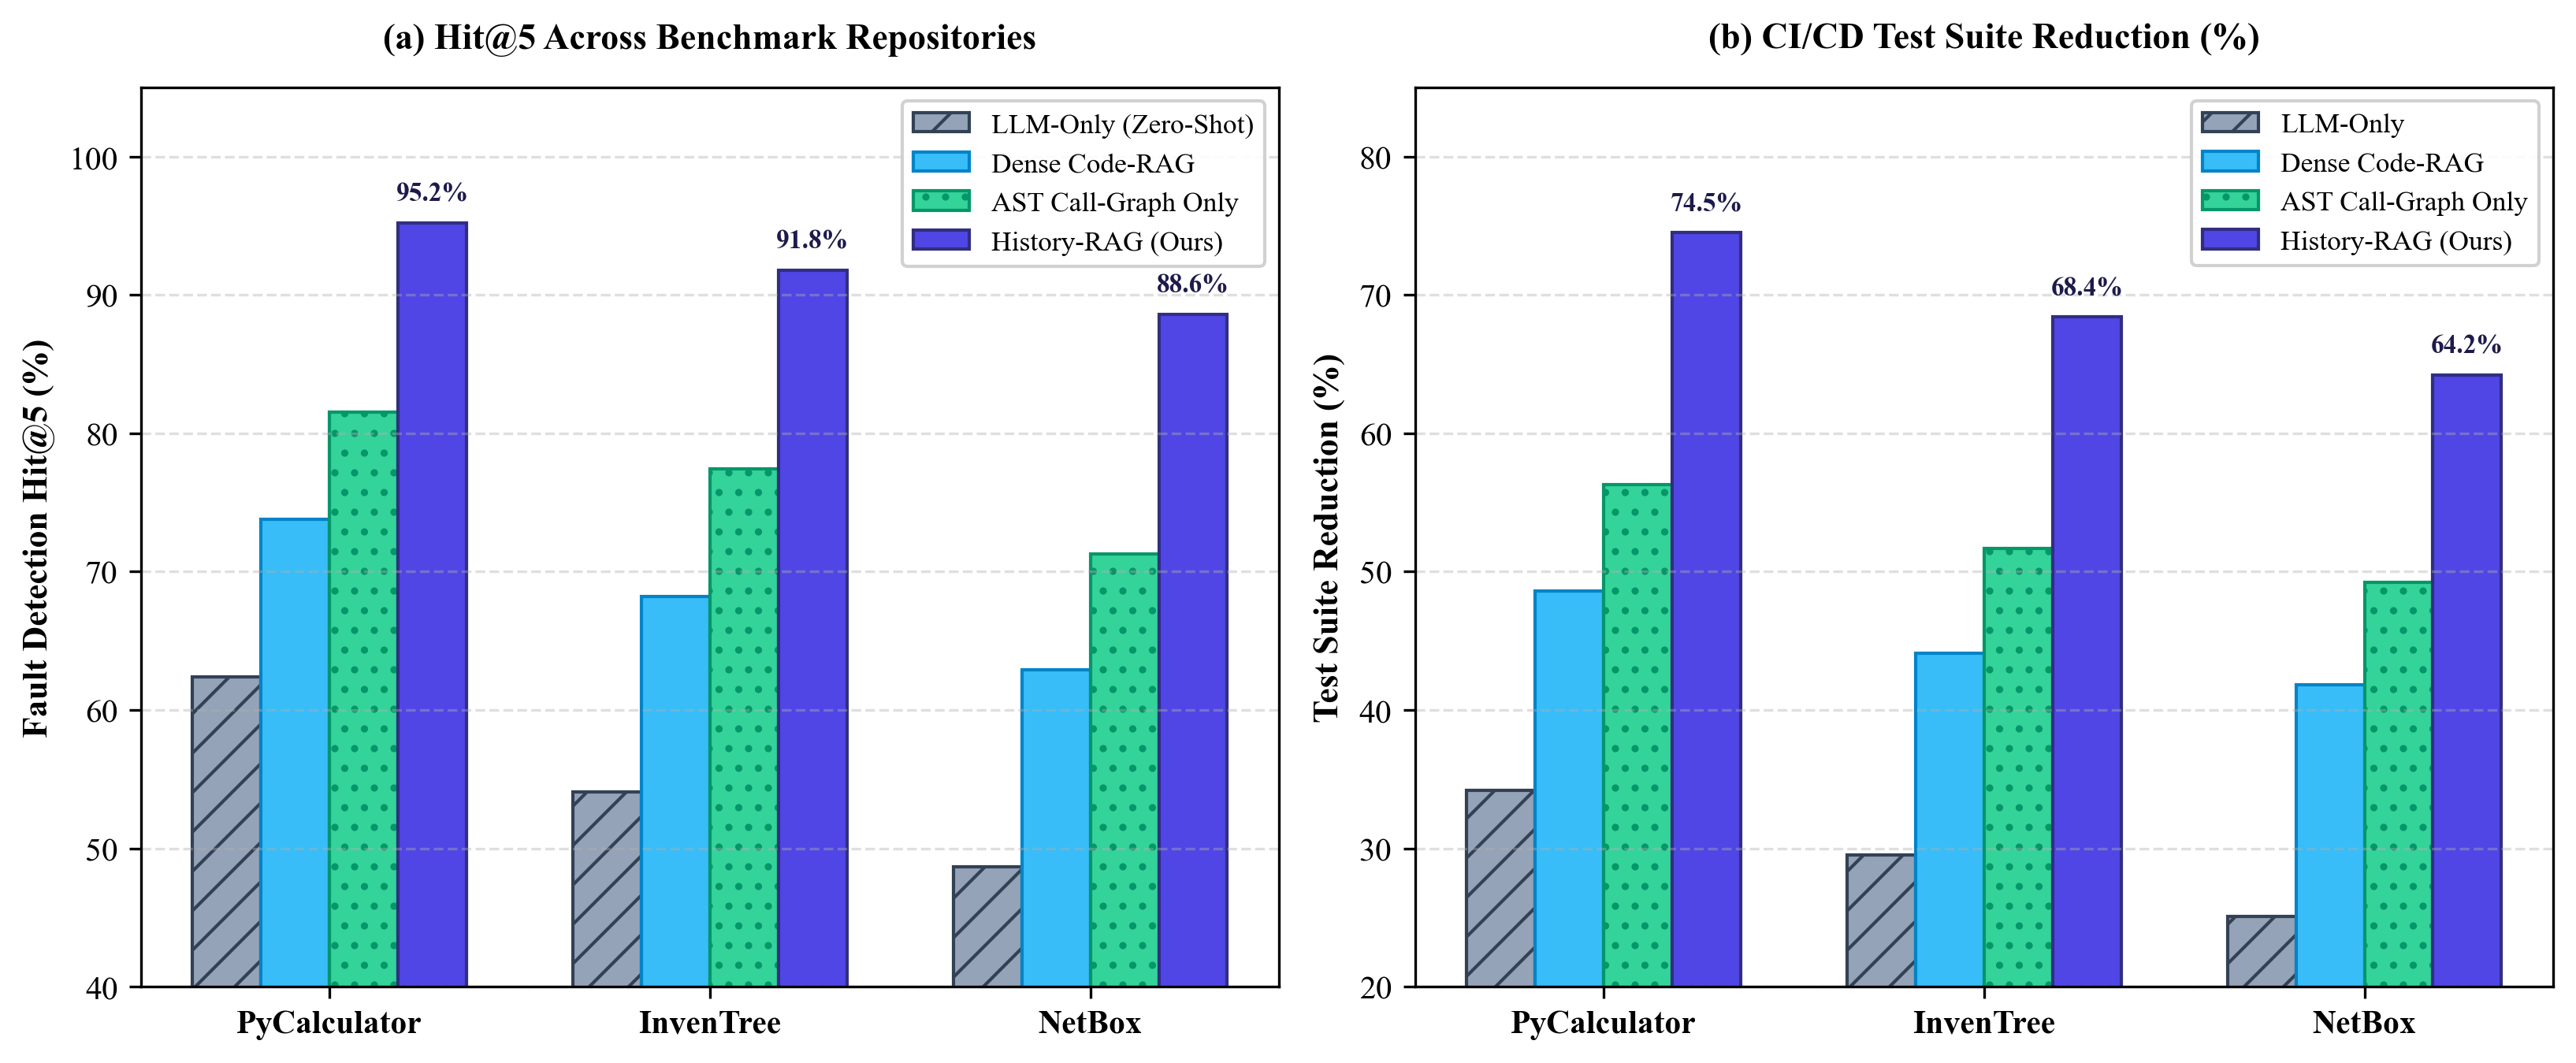 (a) Hit@5 Across Benchmark Repositories
Fault Detection Hit@5 (%)
100
90
80
70
60
50
40
LLM-Only (Zero-Shot)
Dense Code-RAG
AST Call-Graph Only
History-RAG (Ours)
95.2%
91.8%
88.6%
PyCalculator
InvenTree
NetBox
(b) CI/CD Test Suite Reduction (%)
Test Suite Reduction (%)
80
70
60
50
40
30
20
LLM-Only
Dense Code-RAG
AST Call-Graph Only
History-RAG (Ours)
74.5%
68.4%
64.2%
PyCalculator
InvenTree
NetBox